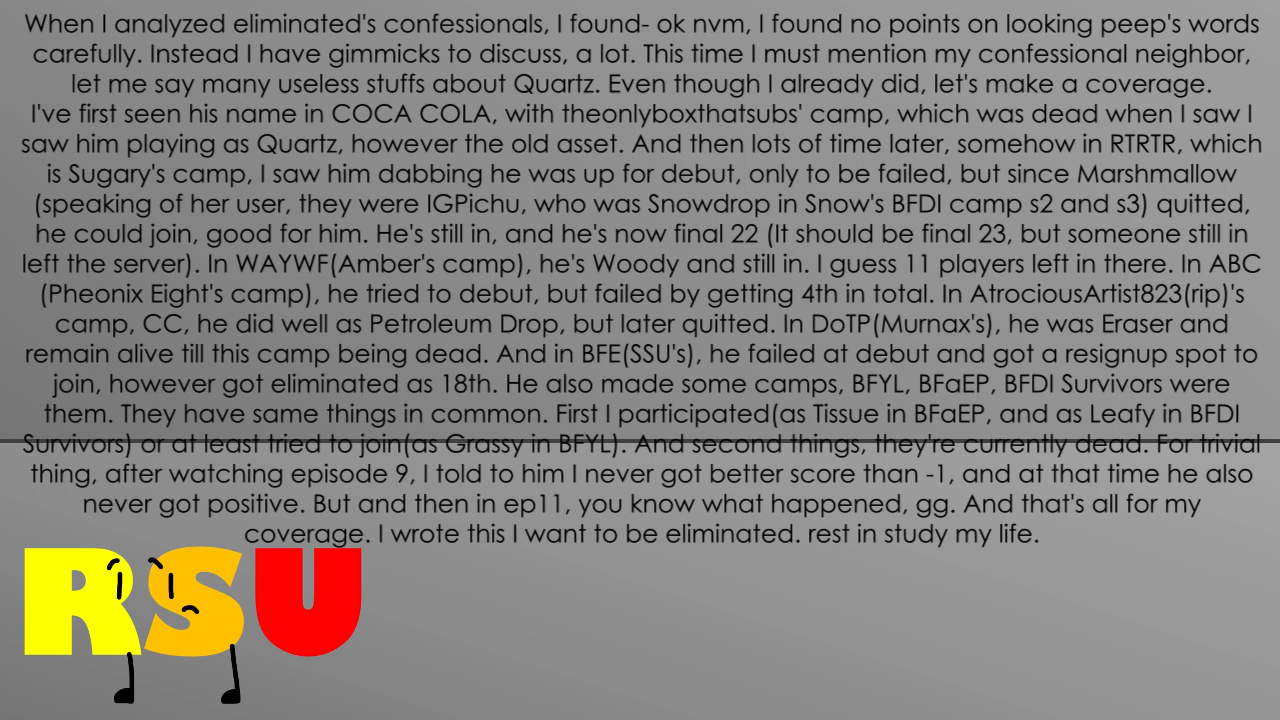 When I analyzed eliminated's confessionals, I found- ok nvm, I found no points on looking peep's words
carefully. Instead I have gimmicks to discuss, a lot. This time I must mention my confessional neighbor,
let me say many useless stuffs about Quartz. Even though I already did, let's make a coverage.
I've first seen his name in COCA COLA, with theonlyboxthatsubs' camp, which was dead when I saw I
saw him playing as Quartz, however the old asset. And then lots of time later, somehow in RTRTR, which
is Sugary's camp, I saw him dabbing he was up for debut, only to be failed, but since Marshmallow
(speaking of her user, they were IGPichu, who was Snowdrop in Snow's BFDI camp s2 and s3) quitted,
he could join, good for him. He's still in, and he's now final 22 (It should be final 23, but someone still in
left the server). In WAYWF(Amber's camp), he's Woody and still in. I guess 11 players left in there. In ABC
(Pheonix Eight's camp), he tried to debut, but failed by getting 4th in total. In AtrociousArtist823(rip)'s
camp, CC, he did well as Petroleum Drop, but later quitted. In DoTP(Murnax's), he was Eraser and
remain alive till this camp being dead. And in BFE(SSU's), he failed at debut and got a resignup spot to
join, however got eliminated as 18th. He also made some camps, BFYL, BFaEP, BFDI Survivors were
them. They have same things in common. First I participated(as Tissue in BFaEP, and as Leafy in BFDI
Survivors) or at least tried to join(as Grassy in BFYL). And second things, they're currently dead. For trivial
thing, after watching episode 9, I told to him I never got better score than -1, and at that time he also
never got positive. But and then in ep11, you know what happened, gg. And that's all for my
coverage. I wrote this I want to be eliminated. rest in study my life.
RSU